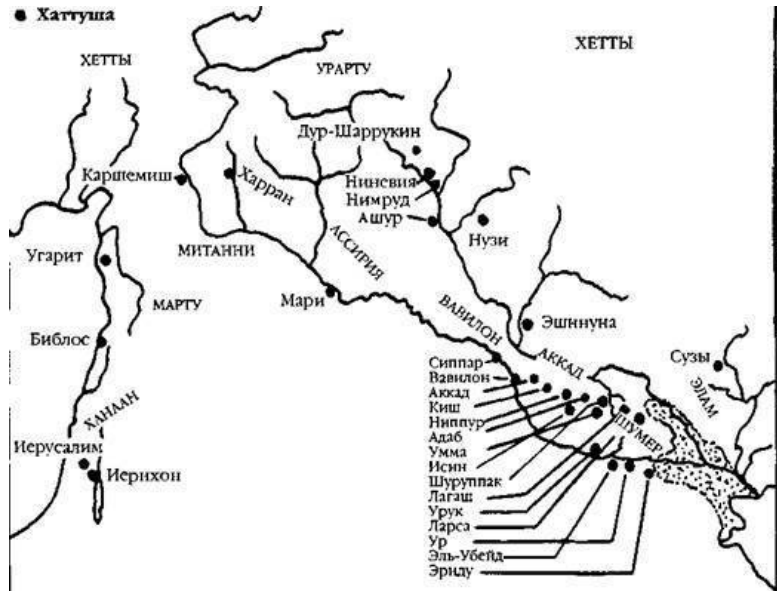 Хаттуша
ХЕТТЫ
ХЕТТЫ
УРАРТУ
Дур-Шаррукин
Каршемиш
Харран
Ниневия
Нимруд
Ашур
Нузи
МИТАННИ
АССИРИЯ
Угарит
МАРТУ
Мари
ВАВИЛОН
Эшннуна
Библос
АККАД
Сузы
ЭЛАМ
ХАНААН
Сиппар
Вавилон
Аккад
Киш
Ниппур
Адаб
Умма
Исин
Шуруппак
Лагаш
Урук
Ларса
Ур
Эль-Убейд
Эриду
ШУМЕР
Иерусалим
Иерихон